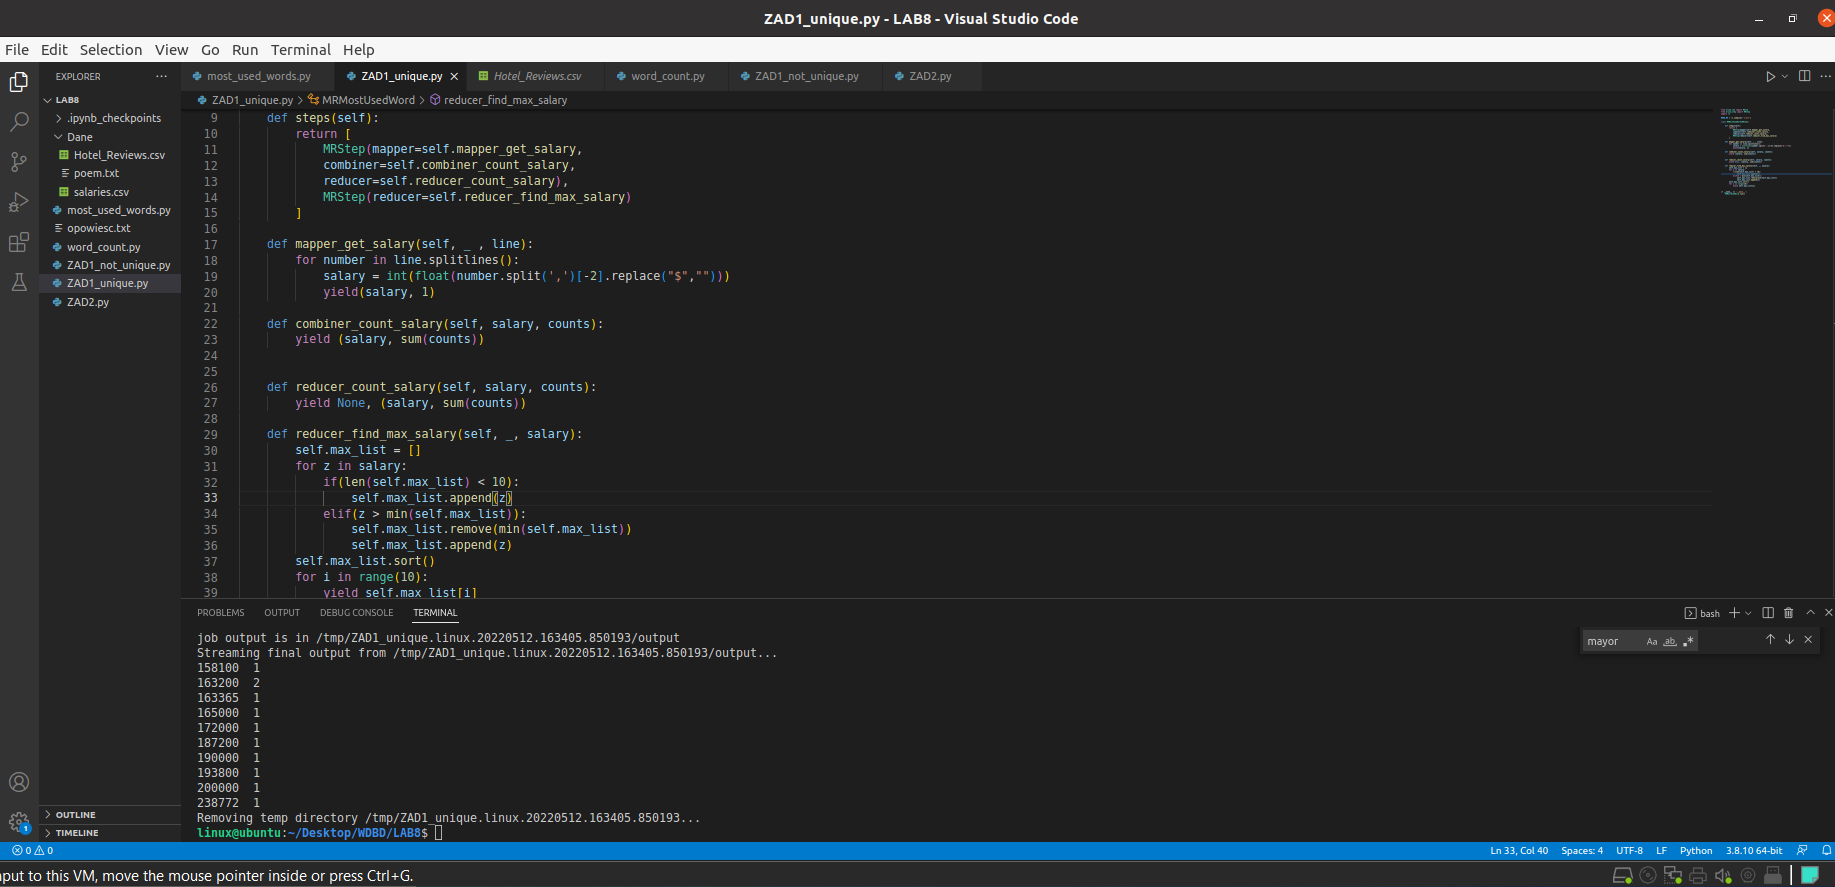 ZAD1_unique.py - LAB8 - Visual Studio Code
File Edit Selection View Go Run Terminal Help
EXPLORER
most_used_words.py ZAD1_unique.py Hotel_Reviews.csv word_count.py ZAD1_not_unique.py ZAD2.py
ZAD1_unique.py > MRMostUsedWord > reducer_find_max_salary
LAB8
.ipynb_checkpoints
Dane
Hotel_Reviews.csv
poem.txt
salaries.csv
most_used_words.py
opowiesc.txt
word_count.py
ZAD1_not_unique.py
ZAD1_unique.py
ZAD2.py
OUTLINE
TIMELINE
9 def steps(self):
10 return [
11 MRStep(mapper=self.mapper_get_salary,
12 combiner=self.combiner_count_salary,
13 reducer=self.reducer_count_salary),
14 MRStep(reducer=self.reducer_find_max_salary)
15 ]
16
17 def mapper_get_salary(self, _ , line):
18 for number in line.splitlines():
19 salary = int(float(number.split(',')[-2].replace("$","")))
20 yield(salary, 1)
21
22 def combiner_count_salary(self, salary, counts):
23 yield (salary, sum(counts))
24
25
26 def reducer_count_salary(self, salary, counts):
27 yield None, (salary, sum(counts))
28
29 def reducer_find_max_salary(self, _, salary):
30 self.max_list = []
31 for z in salary:
32 if(len(self.max_list) < 10):
33 self.max_list.append(z)
34 elif(z > min(self.max_list)):
35 self.max_list.remove(min(self.max_list))
36 self.max_list.append(z)
37 self.max_list.sort()
38 for i in range(10):
39 yield self.max_list[i]
PROBLEMS OUTPUT DEBUG CONSOLE TERMINAL
bash
mayor Aa ab .*
job output is in /tmp/ZAD1_unique.linux.20220512.163405.850193/output
Streaming final output from /tmp/ZAD1_unique.linux.20220512.163405.850193/output...
158100 1
163200 2
163365 1
165000 1
172000 1
187200 1
190000 1
193800 1
200000 1
238772 1
Removing temp directory /tmp/ZAD1_unique.linux.20220512.163405.850193...
linux@ubuntu:~/Desktop/WDBD/LAB8$
1
0 0
Ln 33, Col 40 Spaces: 4 UTF-8 LF Python 3.8.10 64-bit
put to this VM, move the mouse pointer inside or press Ctrl+G.